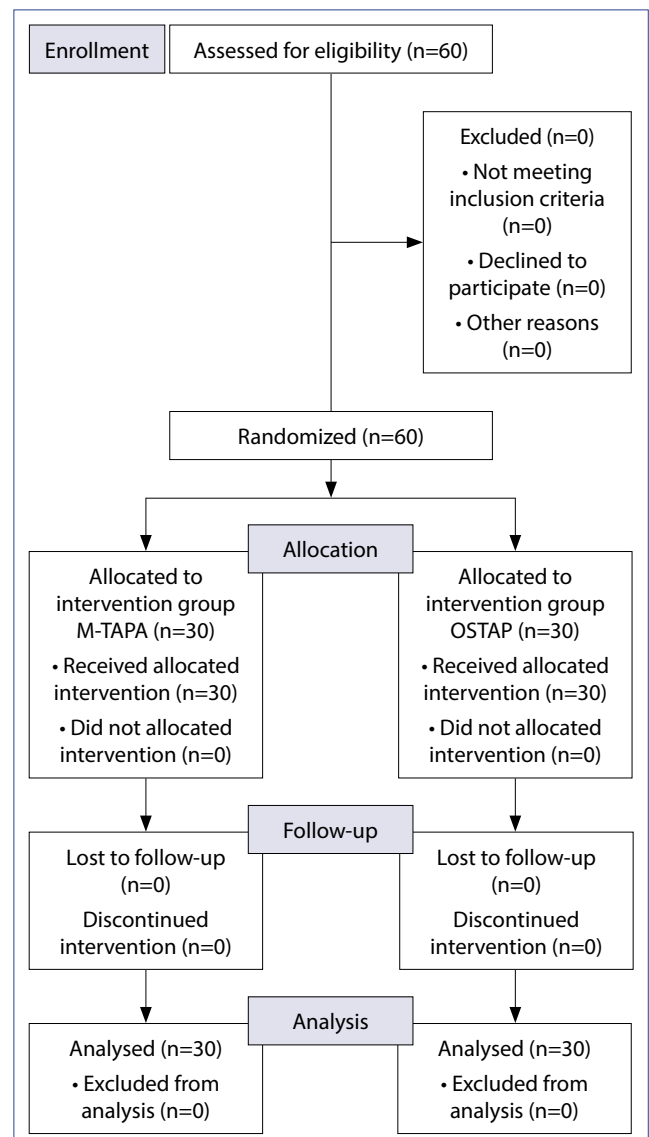 Enrollment
Assessed for eligibility (n=60)
Excluded (n=0)
• Not meeting
inclusion criteria
(n=0)
• Declined to
participate (n=0)
• Other reasons
(n=0)
Randomized (n=60)
Allocation
Allocated to
intervention group
M-TAPA (n=30)
• Received allocated
intervention (n=30)
• Did not allocated
intervention (n=0)
Allocated to
intervention group
OSTAP (n=30)
• Received allocated
intervention (n=30)
• Did not allocated
intervention (n=0)
Follow-up
Lost to follow-up
(n=0)
Discontinued
intervention (n=0)
Lost to follow-up
(n=0)
Discontinued
intervention (n=0)
Analysis
Analysed (n=30)
• Excluded from
analysis (n=0)
Analysed (n=30)
• Excluded from
analysis (n=0)